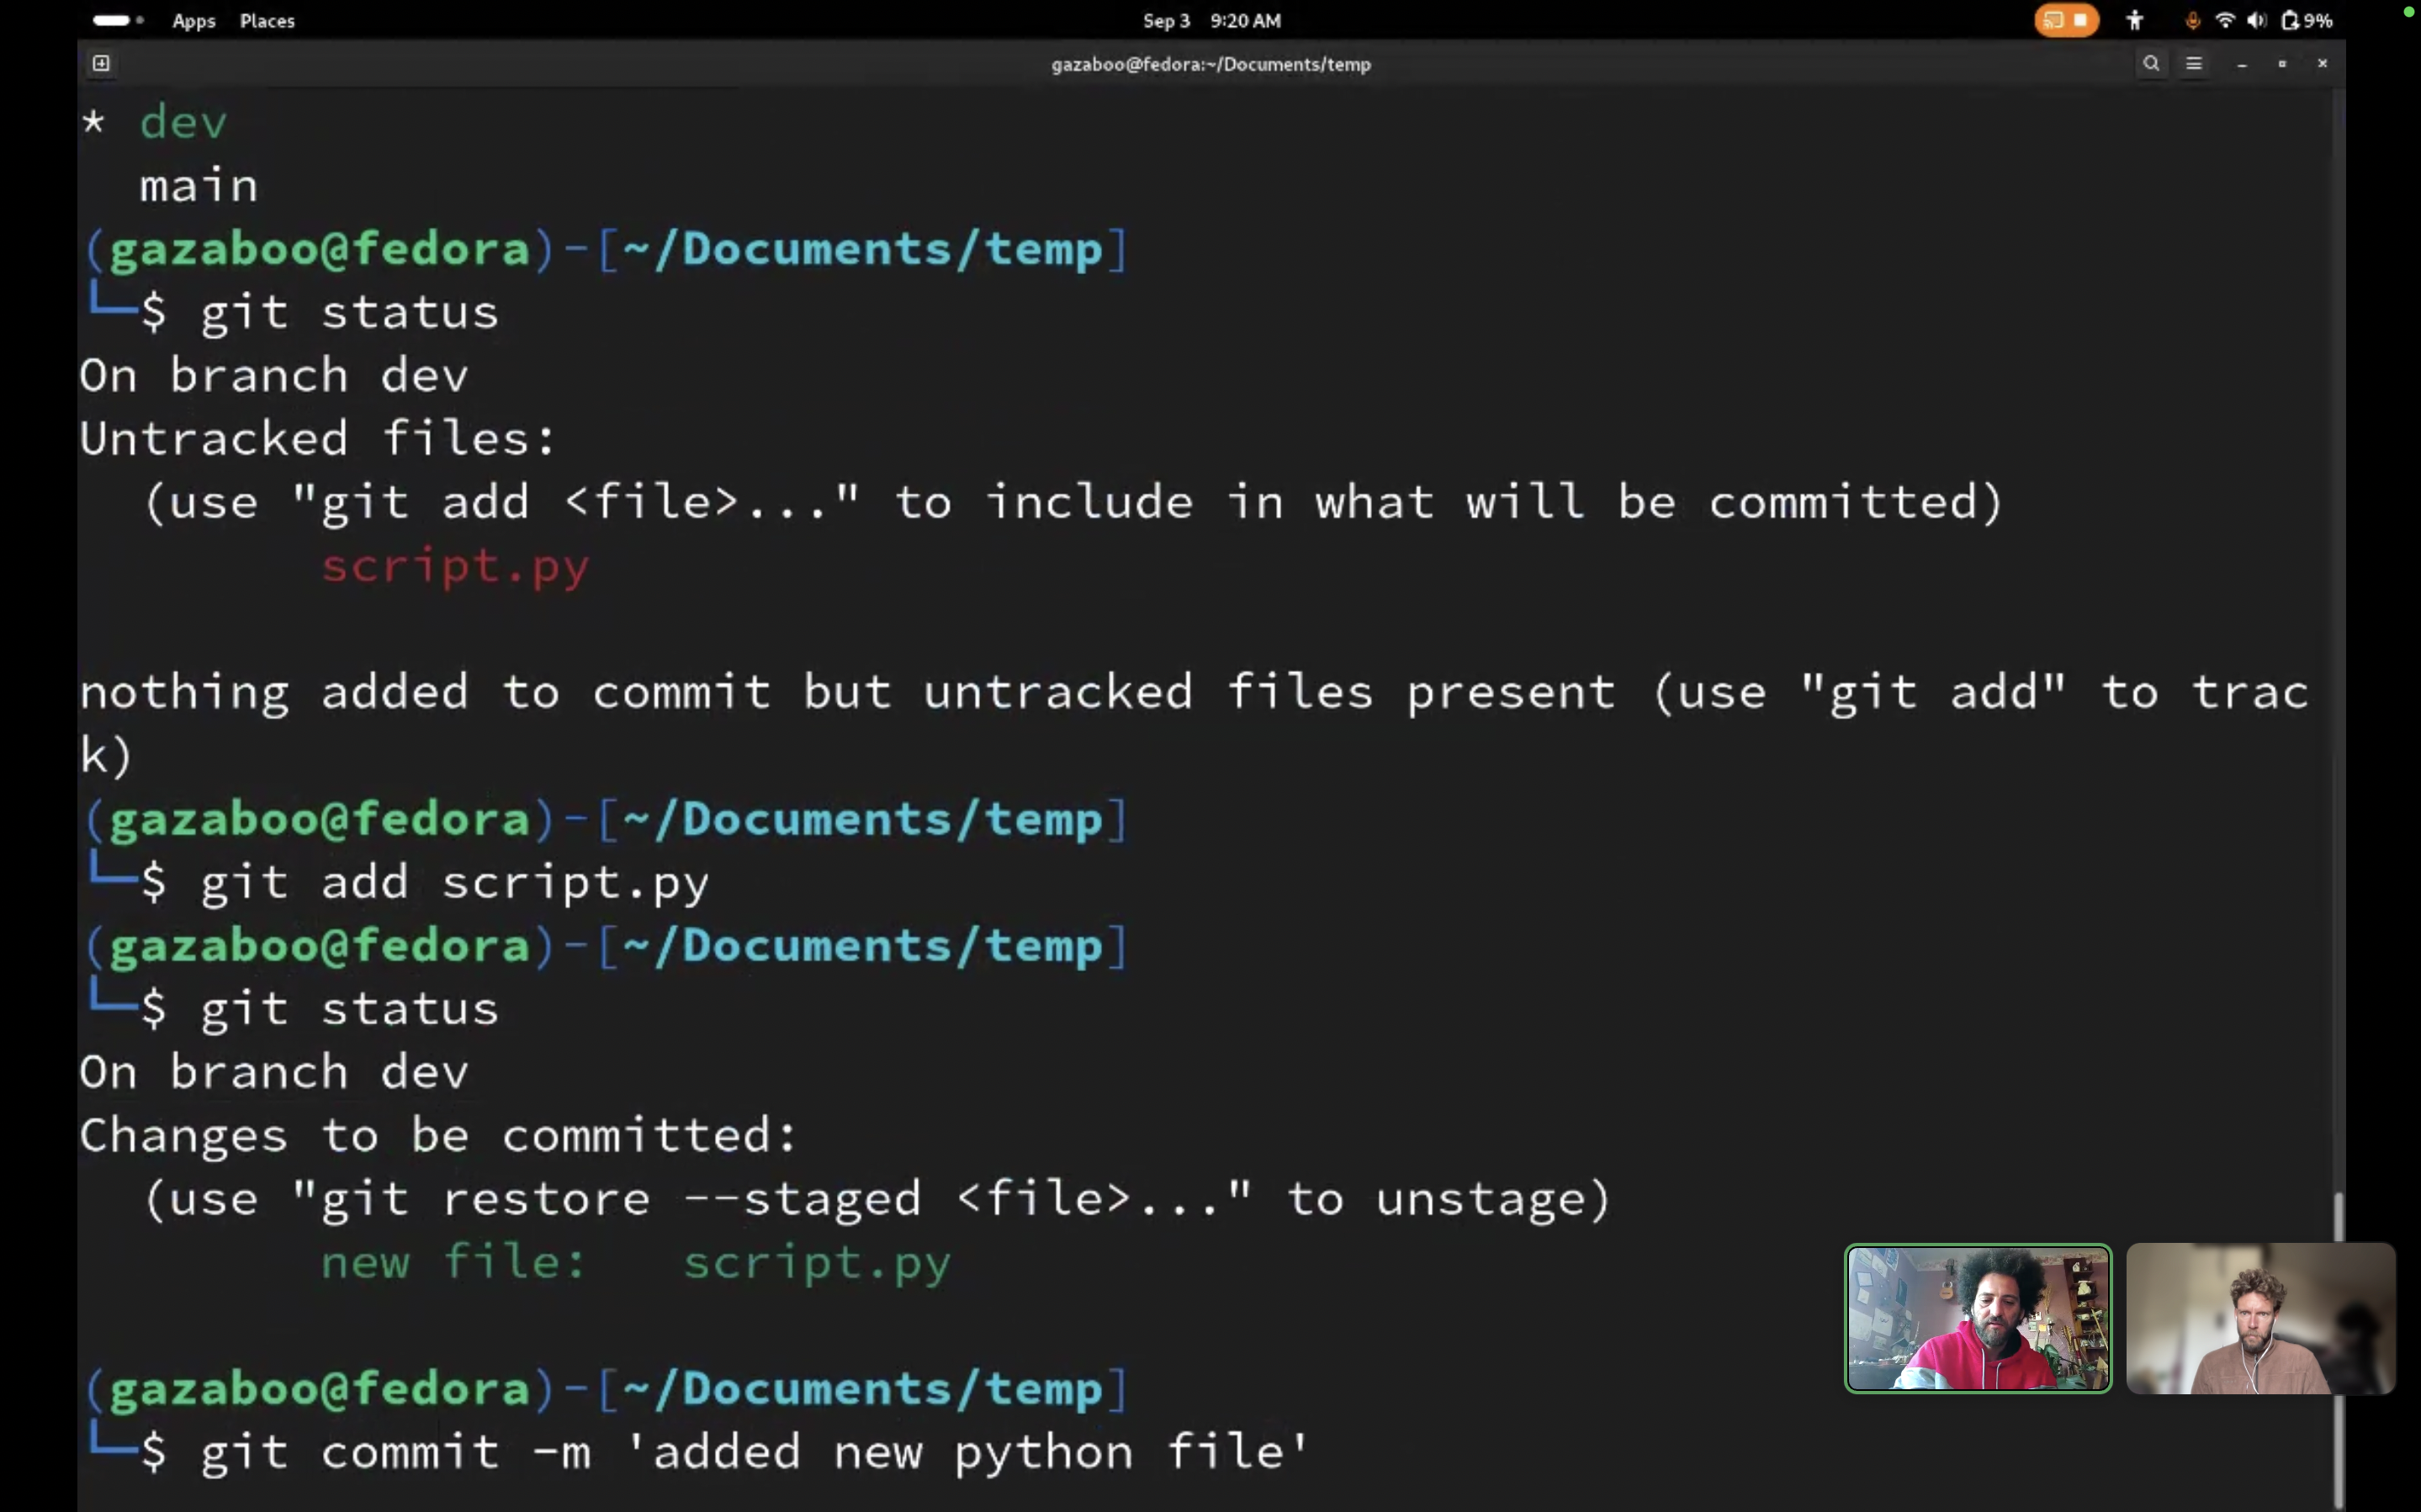 Apps Places Sep 3 9:20 AM 9%
gazaboo@fedora:~/Documents/temp
* dev
main
(gazaboo@fedora)-[~/Documents/temp]
└─$ git status
On branch dev
Untracked files:
(use "git add <file>..." to include in what will be committed)
script.py
nothing added to commit but untracked files present (use "git add" to trac
k)
(gazaboo@fedora)-[~/Documents/temp]
└─$ git add script.py
(gazaboo@fedora)-[~/Documents/temp]
└─$ git status
On branch dev
Changes to be committed:
(use "git restore --staged <file>..." to unstage)
new file:   script.py
(gazaboo@fedora)-[~/Documents/temp]
└─$ git commit -m 'added new python file'